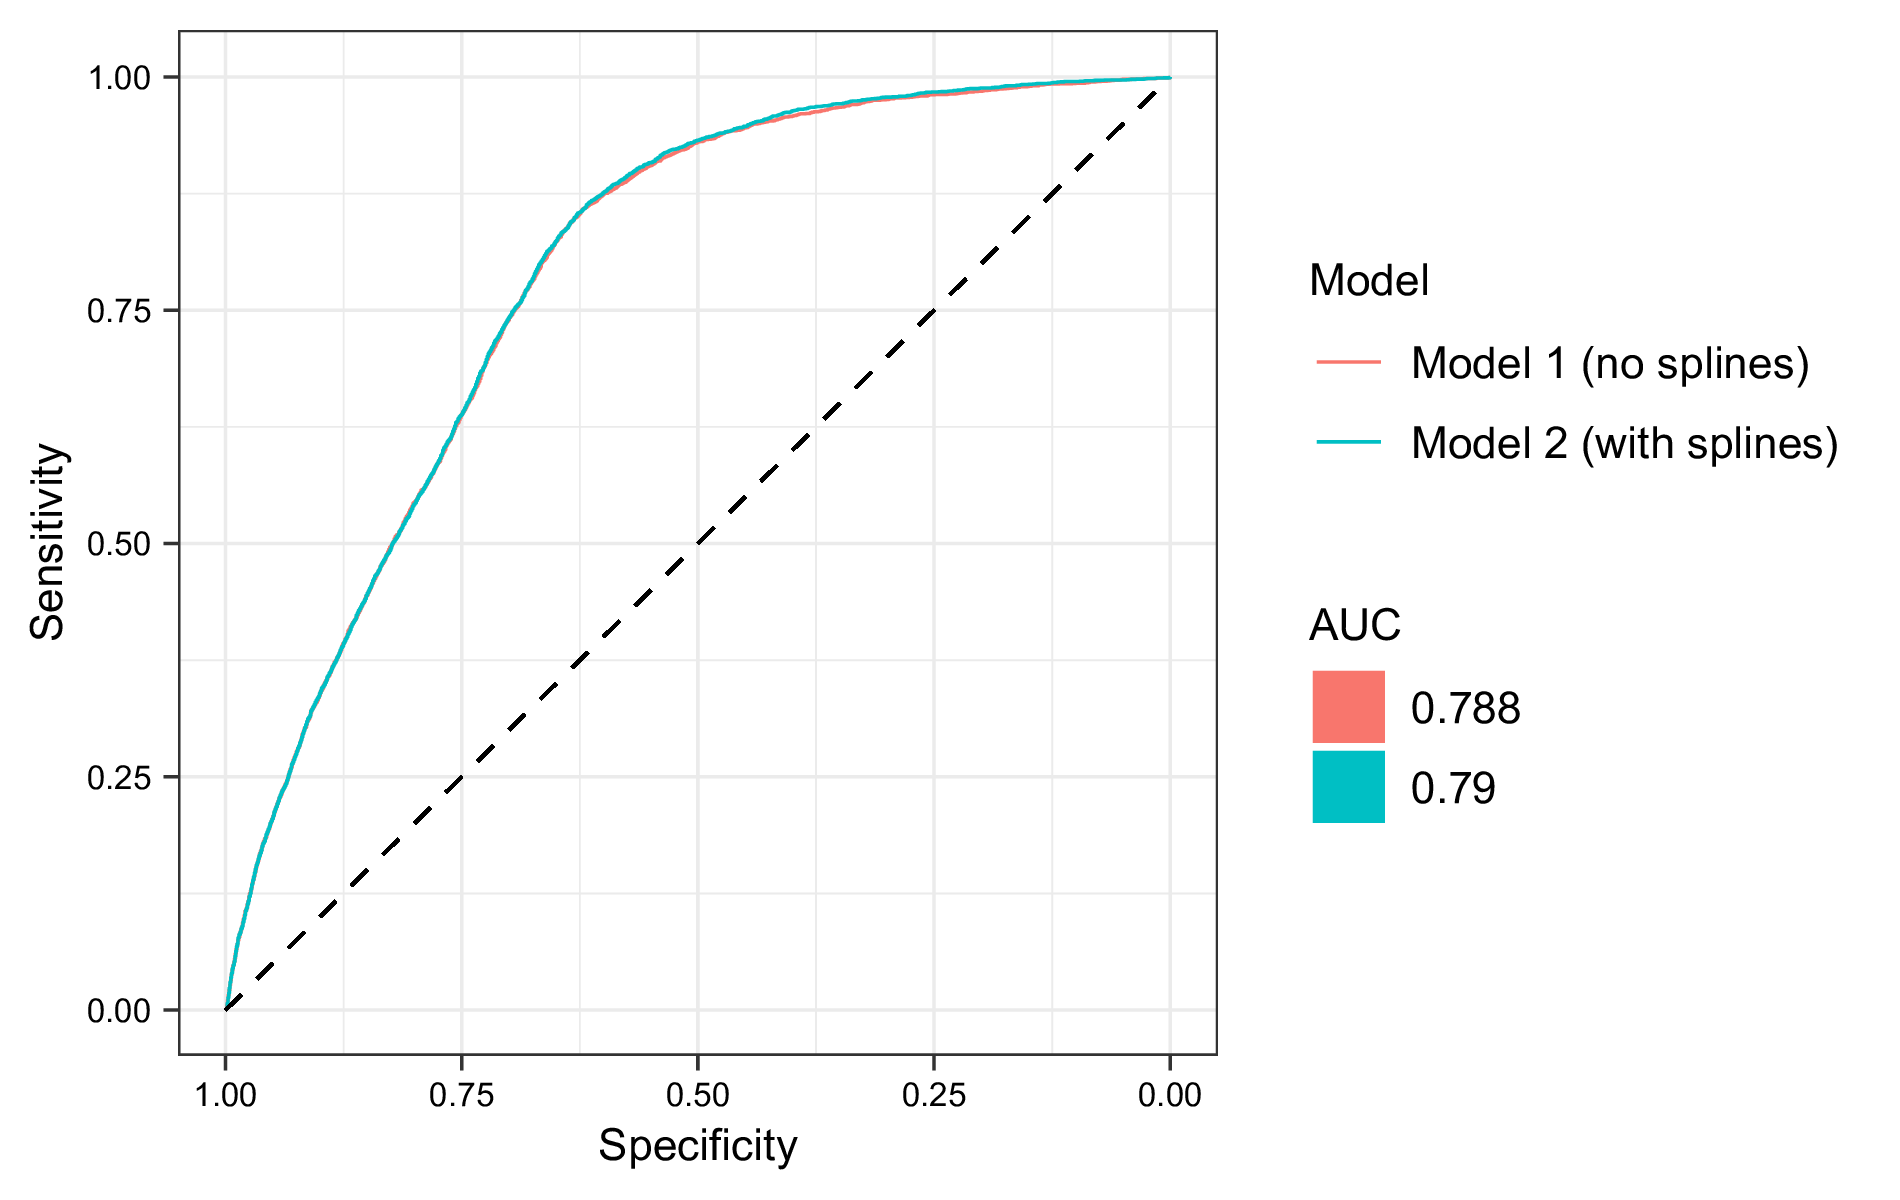 1.00
0.75
0.50
0.25
0.00
Sensitivity
1.00 0.75 0.50 0.25 0.00
Specificity
Model
Model 1 (no splines)
Model 2 (with splines)
AUC
0.788
0.79